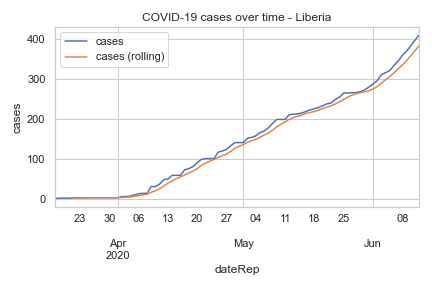 COVID-19 cases over time - Liberia
cases
cases (rolling)
400
300
200
100
0
cases
23 30 06 13 20 27 04 11 18 25 08
Apr May Jun
2020
dateRep